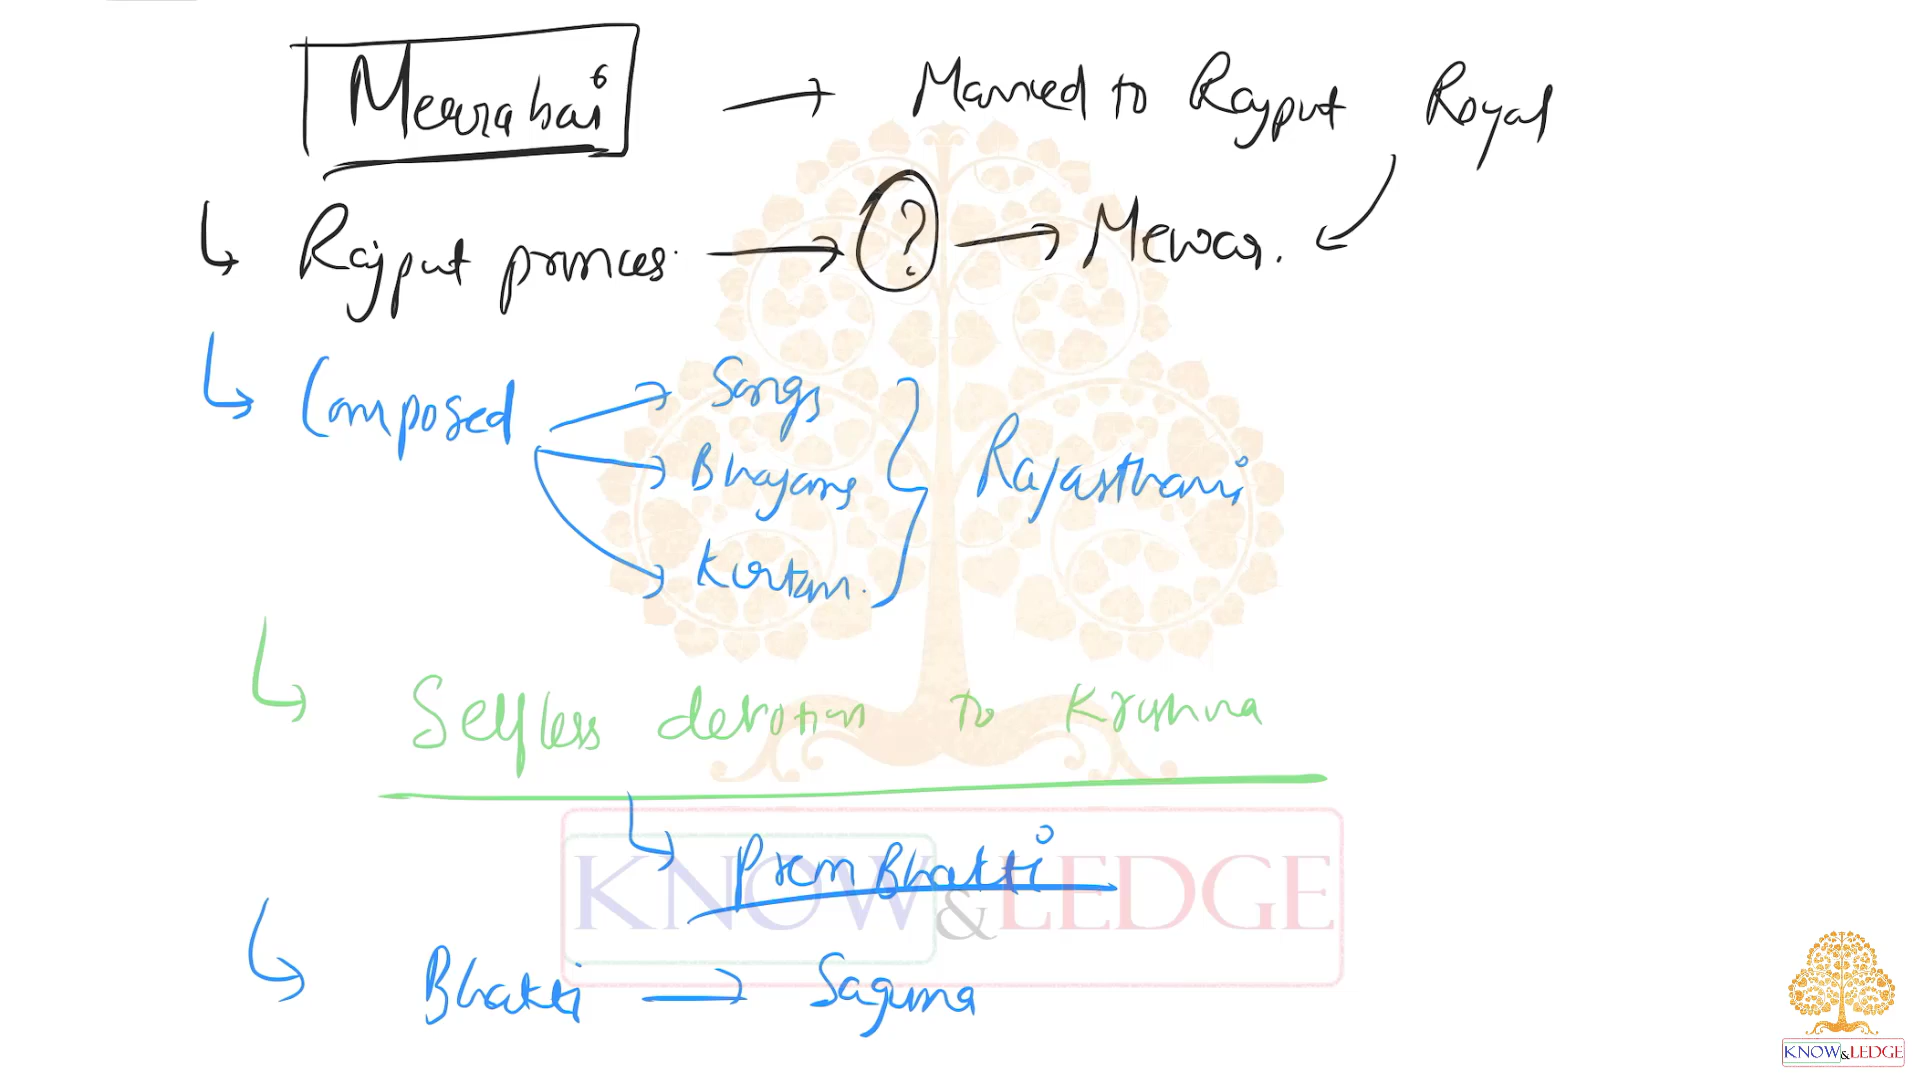 Meerabai → Married to Rajput Royal
↳ Rajput princess → ? → Mewar.
↳ Composed → Songs
→ Bhajans } Rajasthani
→ Kirtan.
↳ Selfless devotion to Krishna
↳ Prem Bhakti
KNOW&LEDGE
↳ Bhakti → Saguna
KNOW&LEDGE